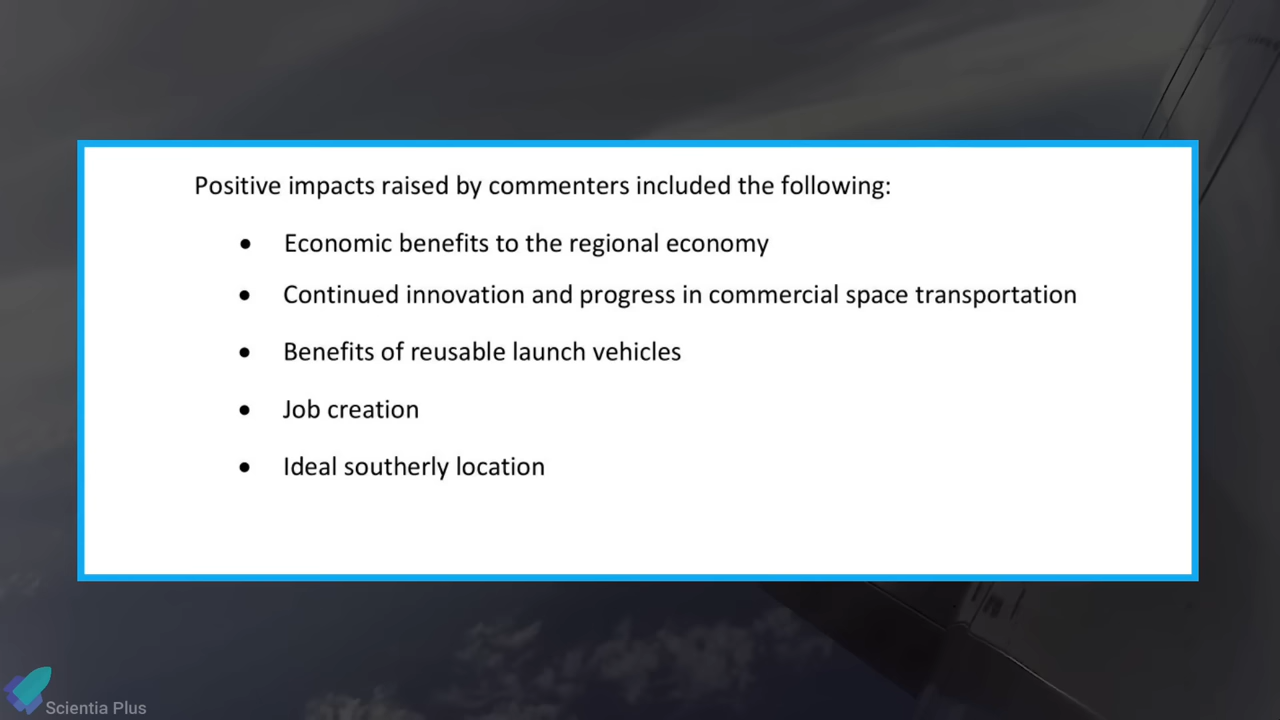 Positive impacts raised by commenters included the following:
• Economic benefits to the regional economy
• Continued innovation and progress in commercial space transportation
• Benefits of reusable launch vehicles
• Job creation
• Ideal southerly location
Scientia Plus